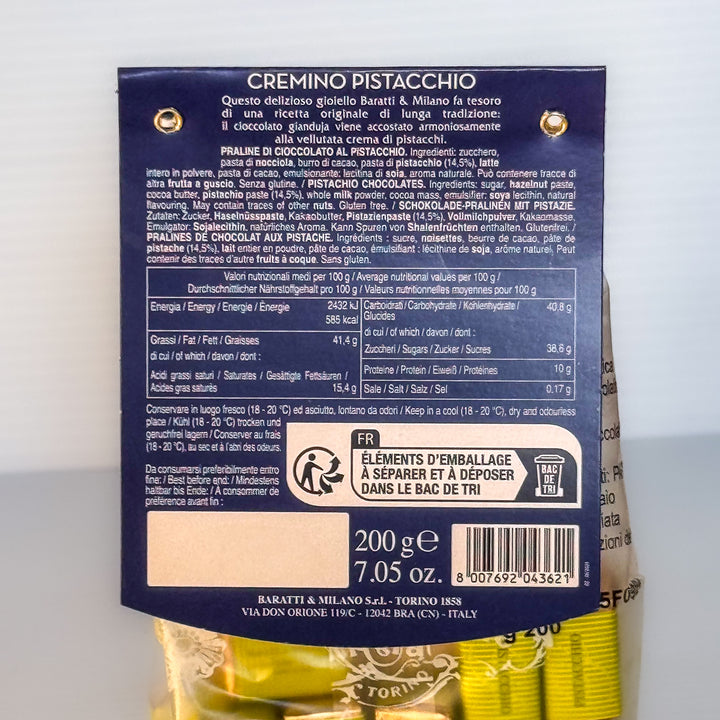 CREMINO PISTACCHIO
Questo delizioso gioiello Baratti & Milano fa tesoro
di una ricetta originale di lunga tradizione:
il cioccolato gianduja viene accostato armoniosamente
alla vellutata crema di pistacchi.
PRALINE DI CIOCCOLATO AL PISTACCHIO. Ingredienti: zucchero,
pasta di nocciola, burro di cacao, pasta di pistacchio (14,5%), latte
intero in polvere, pasta di cacao, emulsionante: lecitina di soia, aroma naturale. Può contenere tracce di
altra frutta a guscio. Senza glutine. / PISTACHIO CHOCOLATES. Ingredients: sugar, hazelnut paste,
cocoa butter, pistachio paste (14,5%), whole milk powder, cocoa mass, emulsifier: soya lecithin, natural
flavouring. May contain traces of other nuts. Gluten free. / SCHOKOLADE-PRALINEN MIT PISTAZIE.
Zutaten: Zucker, Haselnüsspaste, Kakaobutter, Pistazienpaste (14,5%), Vollmilchpulver, Kakaomasse,
Emulgator: Sojalecithin, natürliches Aroma. Kann Spuren von Shalenfrüchten enthalten. Glutenfrei. /
PRALINES DE CHOCOLAT AUX PISTACHE. Ingrédients : sucre, noisettes, beurre de cacao, pâte de
pistache (14,5%), lait entier en poudre, pâte de cacao, émulsifiant : lécithine de soja, arôme naturel. Peut
contenir des traces d'autre fruits à coque. Sans gluten.
Valori nutrizionali medi per 100 g / Average nutritional values per 100 g /
Durchschnittlicher Nährstoffgehalt pro 100 g / Valeurs nutritionnelles moyennes pour 100 g
Energia / Energy / Energie / Énergie 2432 kJ
585 kcal
Grassi / Fat / Fett / Graisses 41,4 g
di cui / of which / davon / dont :
Acidi grassi saturi / Saturates / Gesättigte Fettsäuren /
Acides gras saturés 15,4 g
Carboidrati / Carbohydrate / Kohlenhydrate / 40,8 g
Glucides
di cui / of which / davon / dont :
Zuccheri / Sugars / Zucker / Sucres 38,6 g
Proteine / Protein / Eiweiß / Protéines 10 g
Sale / Salt / Salz / Sel 0,17 g
Conservare in luogo fresco (18 - 20 °C) ed asciutto, lontano da odori / Keep in a cool (18 - 20 °C), dry and odourless
place / Kühl (18 - 20 °C) trocken und
geruchfrei lagern / Conserver au frais
(18 - 20 °C), au sec et à l'abri des odeurs.
Da consumarsi preferibilmente entro
fine: / Best before end: / Mindestens
haltbar bis Ende: / A consommer de
préférence avant fin :
FR
ÉLÉMENTS D'EMBALLAGE
À SÉPARER ET À DÉPOSER
DANS LE BAC DE TRI
BAC
DE
TRI
200 g e
7.05 oz.
8 007692 043621
BARATTI & MILANO S.r.l. - TORINO 1858
VIA DON ORIONE 119/C - 12042 BRA (CN) - ITALY
g 200
TORINO
PISTACCHIO